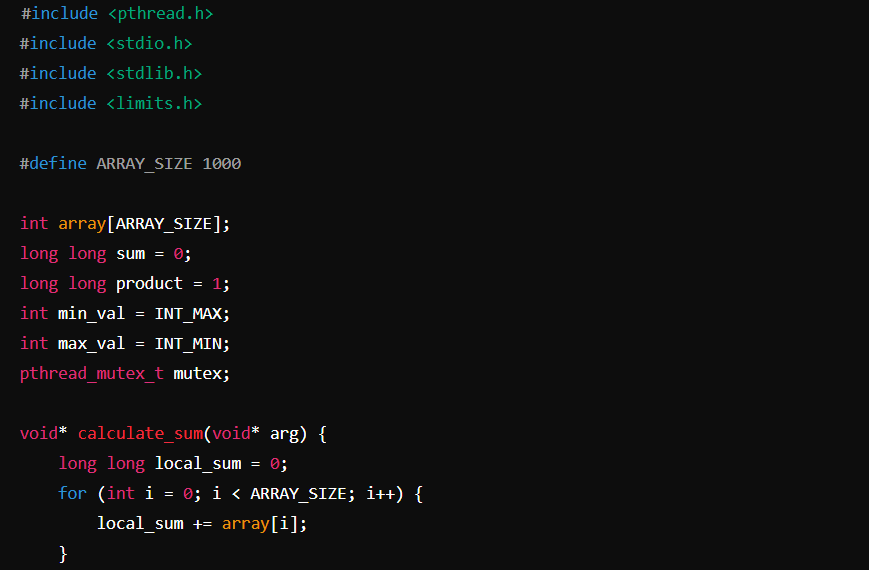 #include <pthread.h>
#include <stdio.h>
#include <stdlib.h>
#include <limits.h>

#define ARRAY_SIZE 1000

int array[ARRAY_SIZE];
long long sum = 0;
long long product = 1;
int min_val = INT_MAX;
int max_val = INT_MIN;
pthread_mutex_t mutex;

void* calculate_sum(void* arg) {
    long long local_sum = 0;
    for (int i = 0; i < ARRAY_SIZE; i++) {
        local_sum += array[i];
    }